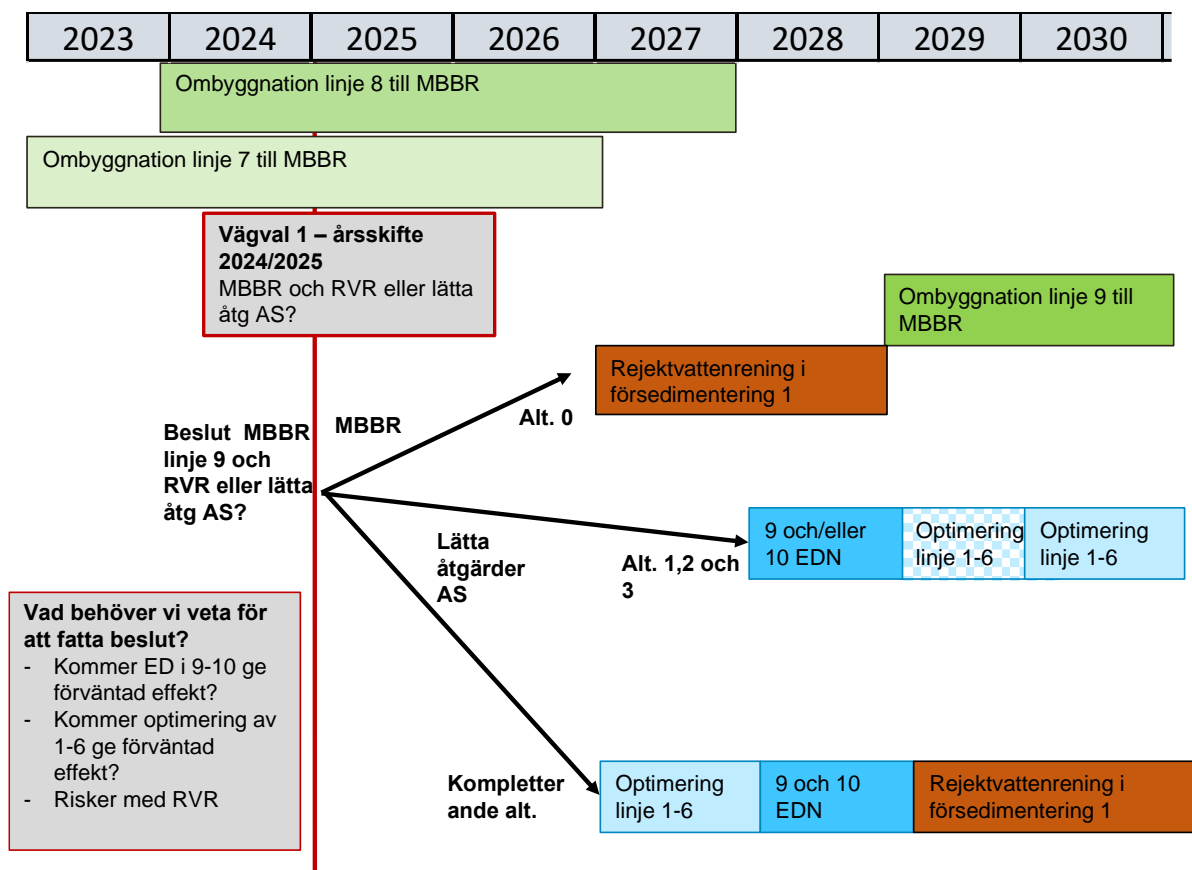 2023 2024 2025 2026 2027 2028 2029 2030
Ombyggnation linje 8 till MBBR
Ombyggnation linje 7 till MBBR
Vägval 1 – årsskifte
2024/2025
MBBR och RVR eller lätta
åtg AS?
Ombyggnation linje 9 till
MBBR
Rejektvattenrening i
försedimentering 1
Alt. 0
MBBR
Beslut MBBR
linje 9 och
RVR eller lätta
åtg AS?
9 och/eller
10 EDN
Optimering
linje 1-6
Optimering
linje 1-6
Lätta
åtgärder
AS
Alt. 1,2 och
3
Vad behöver vi veta för
att fatta beslut?
- Kommer ED i 9-10 ge
förväntad effekt?
- Kommer optimering av
1-6 ge förväntad
effekt?
- Risker med RVR
Kompletter
ande alt.
Optimering
linje 1-6
9 och 10
EDN
Rejektvattenrening i
försedimentering 1